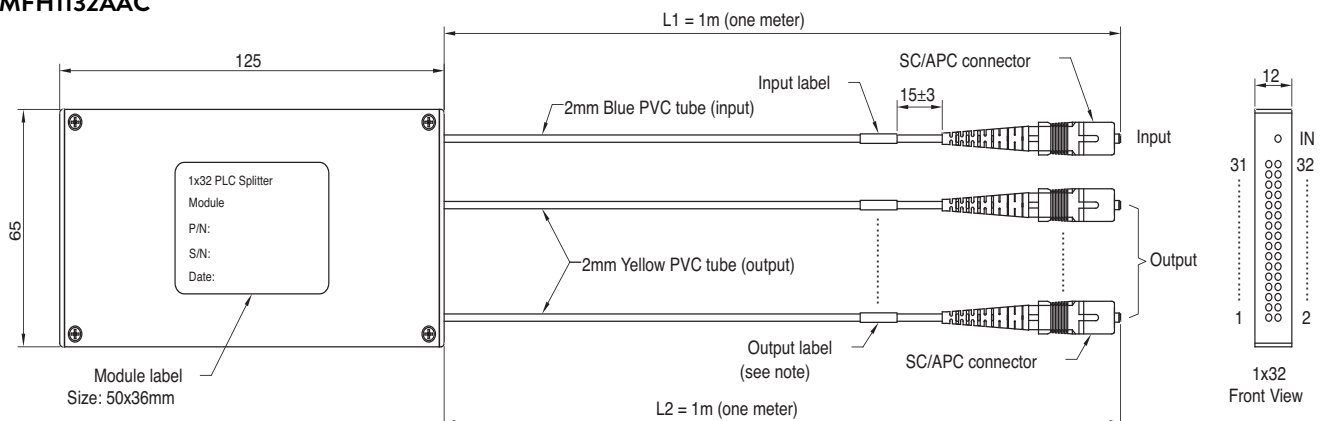 MFH1132AAC
L1 = 1m (one meter)
125
SC/APC connector
12
Input label
15±3
2mm Blue PVC tube (input)
Input
IN
31
32
1x32 PLC Splitter
Module
P/N:
S/N:
Date:
65
2mm Yellow PVC tube (output)
Output
1
2
Output label
(see note)
SC/APC connector
Module label
Size: 50x36mm
1x32
Front View
L2 = 1m (one meter)